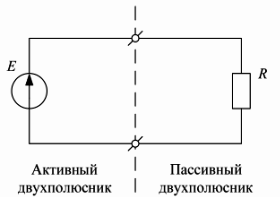 E
R
Активный
двухполюсник
Пассивный
двухполюсник